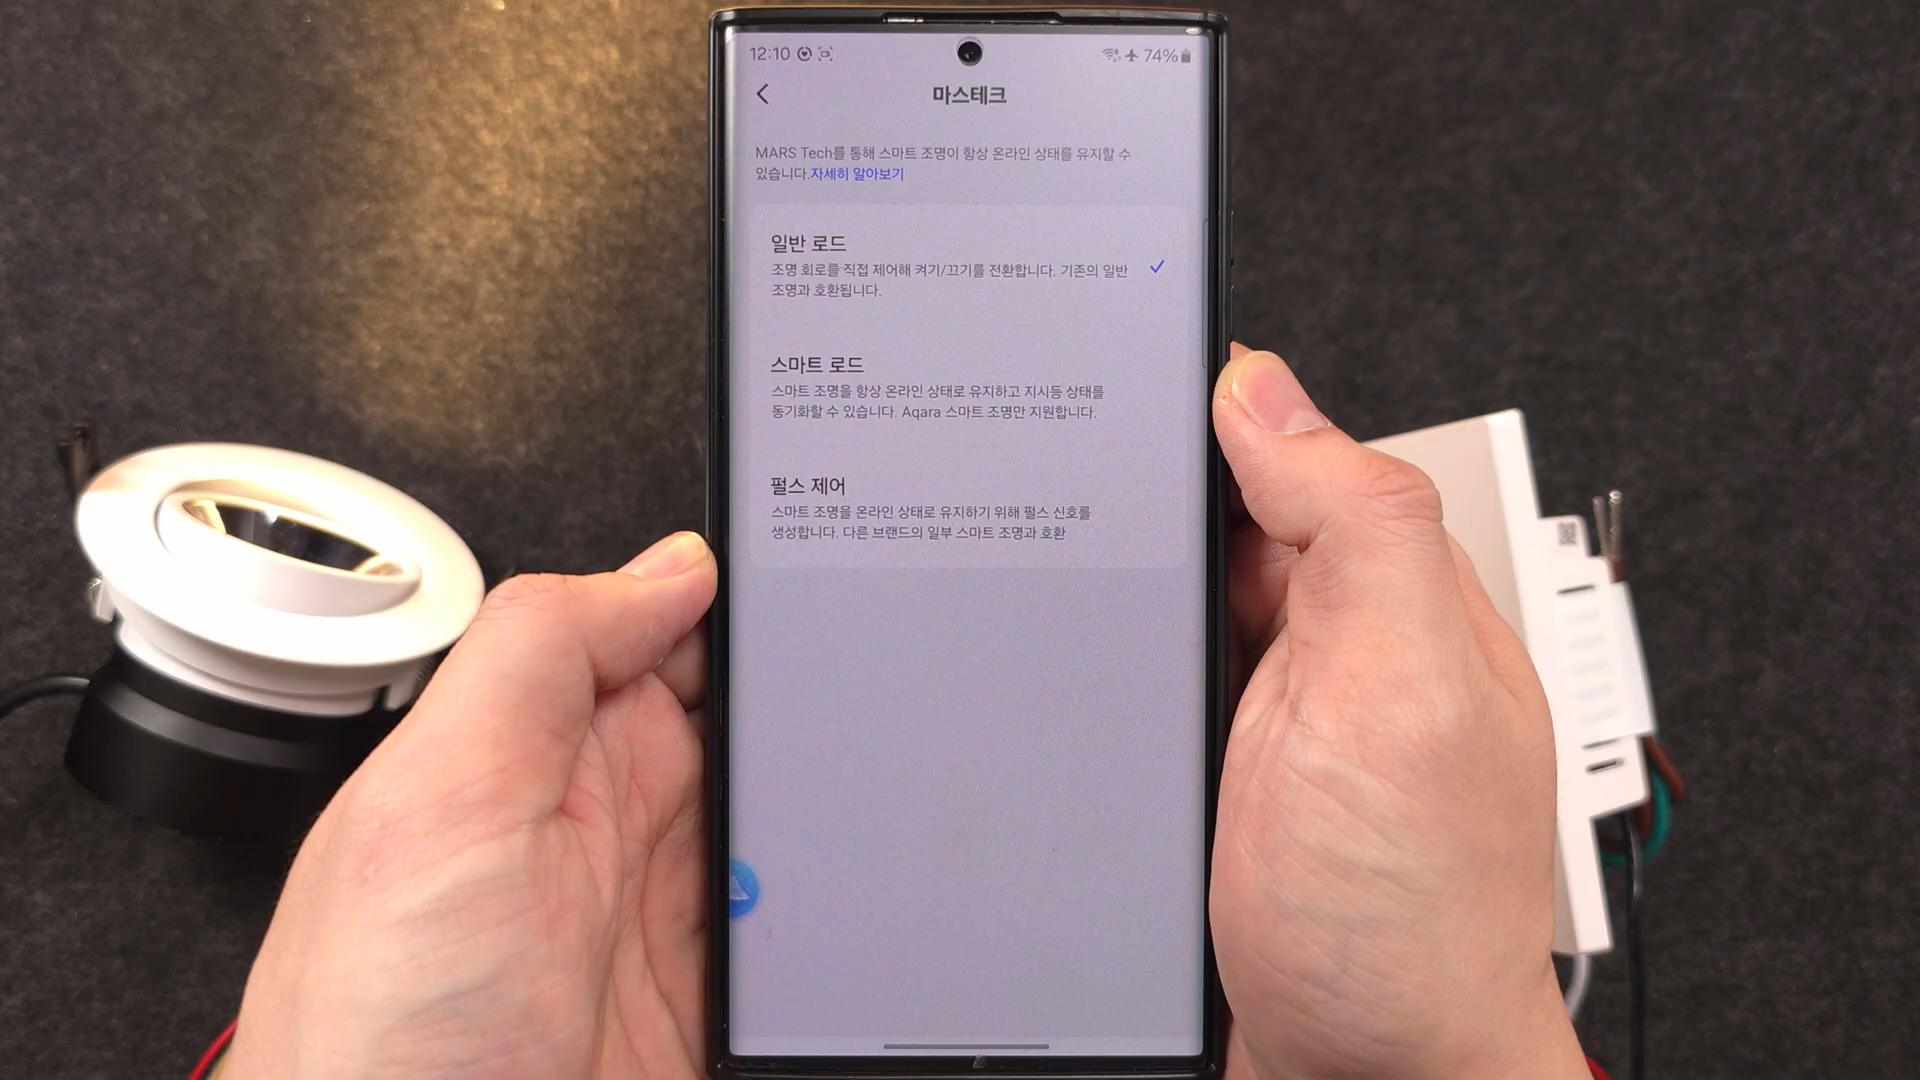 12:10
74%
마스테크
MARS Tech를 통해 스마트 조명이 항상 온라인 상태를 유지할 수
있습니다.자세히 알아보기
일반 로드
조명 회로를 직접 제어해 켜기/끄기를 전환합니다. 기존의 일반
조명과 호환됩니다.
스마트 로드
스마트 조명을 항상 온라인 상태로 유지하고 지시등 상태를
동기화할 수 있습니다. Aqara 스마트 조명만 지원합니다.
펄스 제어
스마트 조명을 온라인 상태로 유지하기 위해 펄스 신호를
생성합니다. 다른 브랜드의 일부 스마트 조명과 호환